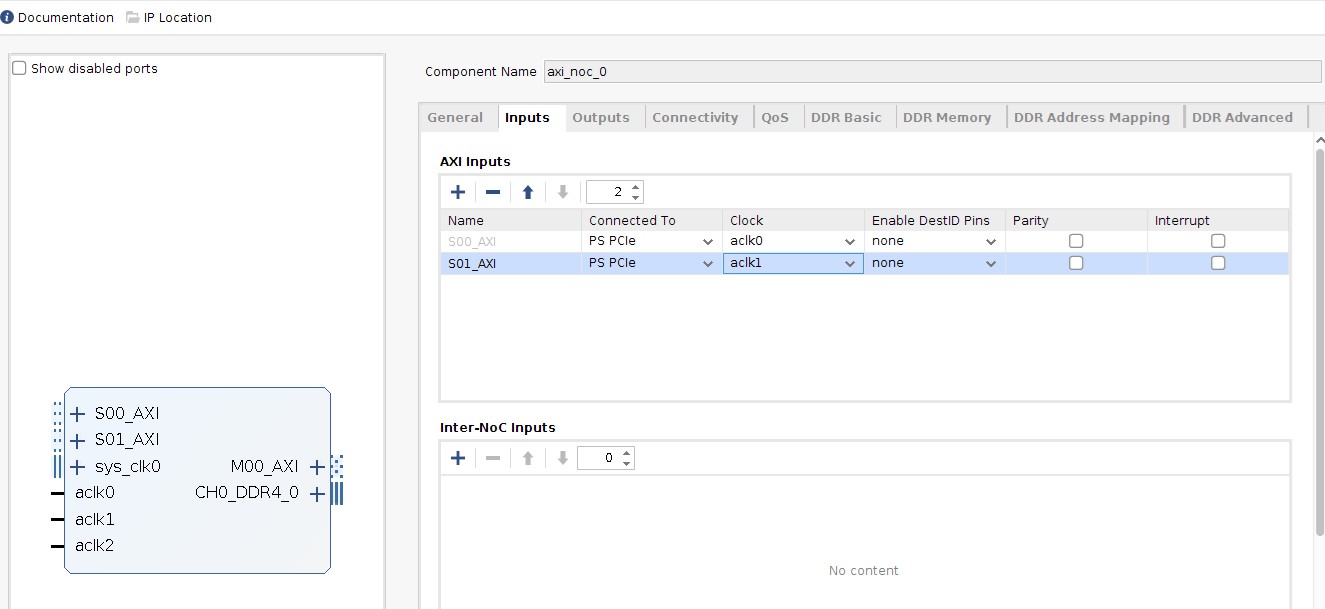 Documentation IP Location
Show disabled ports
Component Name axi_noc_0
General Inputs Outputs Connectivity QoS DDR Basic DDR Memory DDR Address Mapping DDR Advanced
AXI Inputs
2
Name Connected To Clock Enable DestID Pins Parity Interrupt
S00_AXI PS PCIe aclk0 none
S01_AXI PS PCIe aclk1 none
S00_AXI
S01_AXI
sys_clk0 M00_AXI
aclk0 CH0_DDR4_0
aclk1
aclk2
Inter-NoC Inputs
0
No content